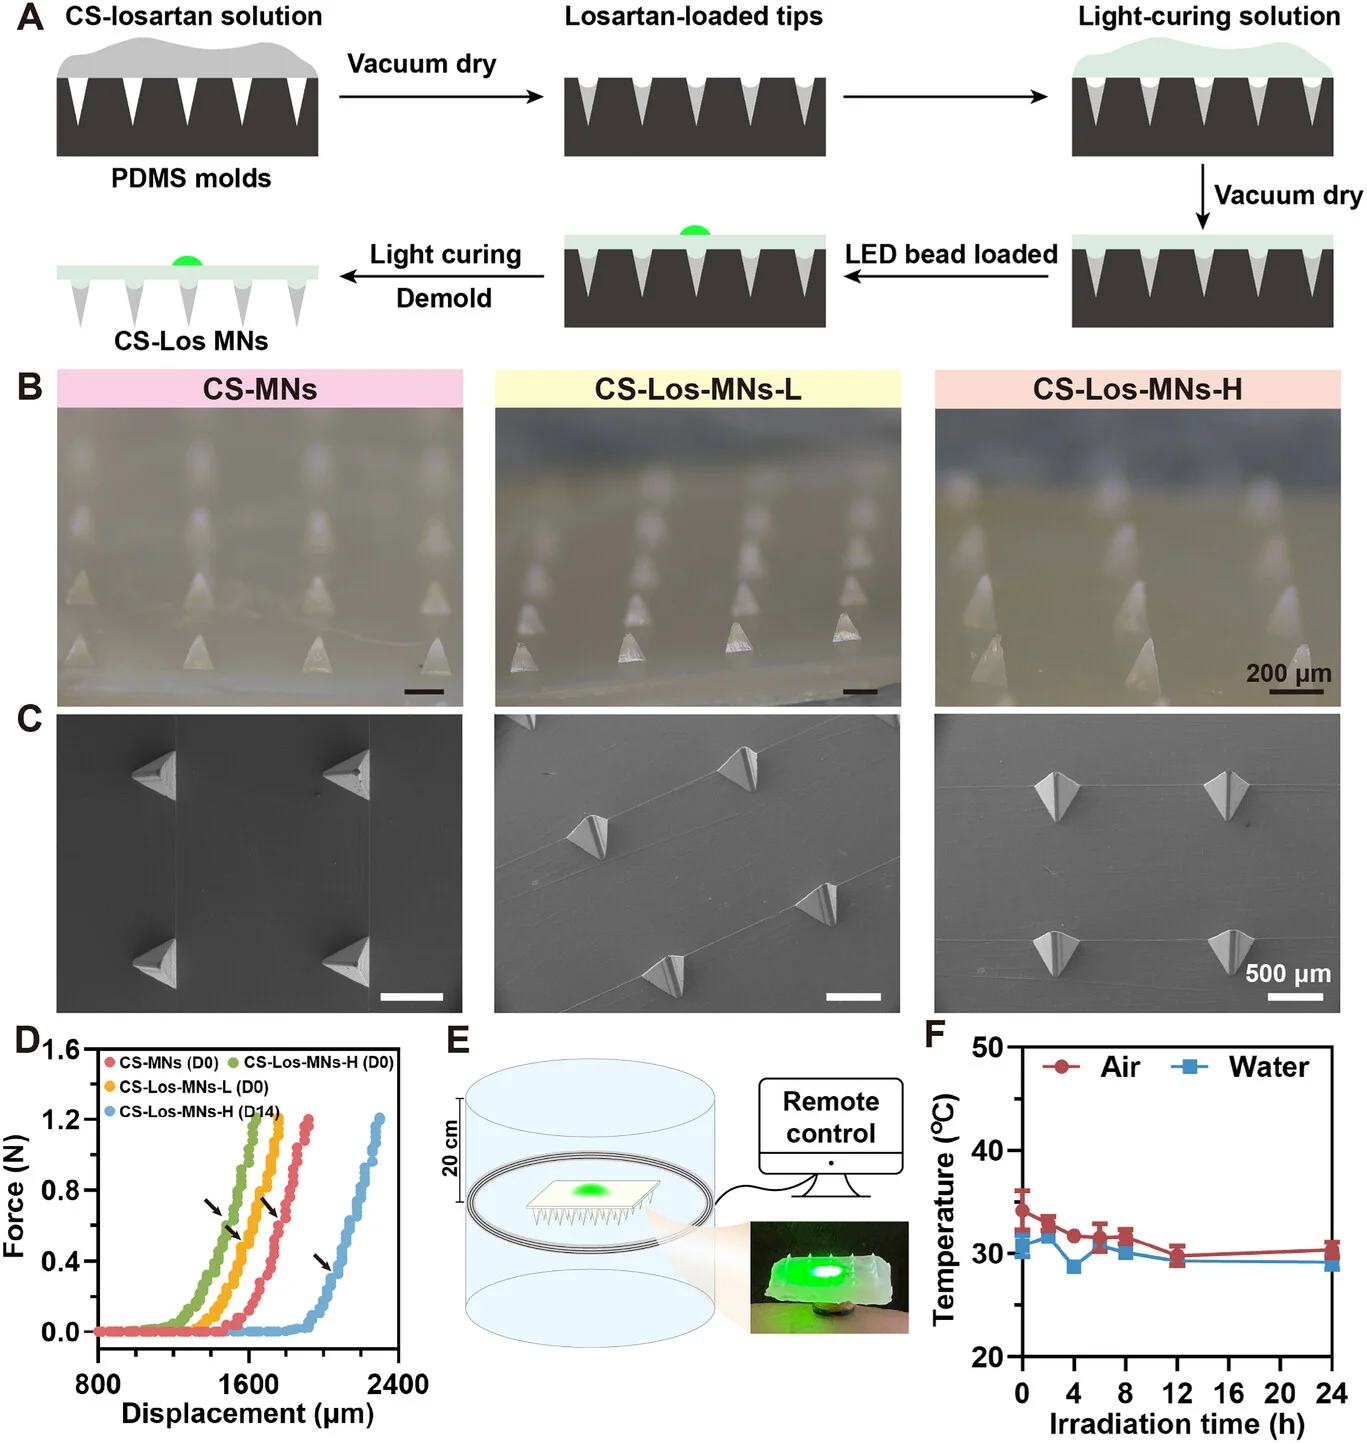 A
CS-losartan solution
Losartan-loaded tips
Light-curing solution
Vacuum dry
PDMS molds
Vacuum dry
LED bead loaded
Light curing
Demold
CS-Los MNs
B
CS-MNs
CS-Los-MNs-L
CS-Los-MNs-H
200 μm
C
500 μm
D
1.6
1.2
0.8
0.4
0.0
Force (N)
CS-MNs (D0)
CS-Los-MNs-H (D0)
CS-Los-MNs-L (D0)
CS-Los-MNs-H (D14)
800
1600
2400
Displacement (μm)
E
20 cm
Remote
control
F
50
40
30
20
Temperature (°C)
Air
Water
0
4
8
12
16
20
24
Irradiation time (h)